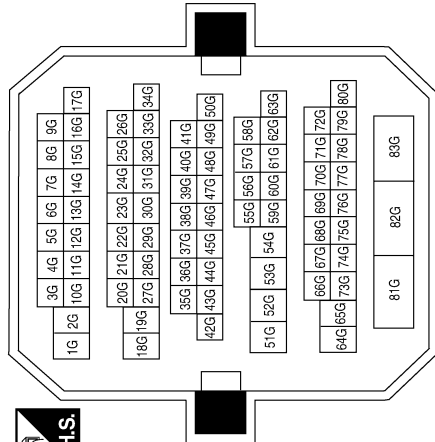 H.S.
3G 4G 5G 6G 7G 8G 9G
1G 2G 10G 11G 12G 13G 14G 15G 16G 17G
20G 21G 22G 23G 24G 25G 26G
18G 19G 27G 28G 29G 30G 31G 32G 33G 34G
35G 36G 37G 38G 39G 40G 41G
42G 43G 44G 45G 46G 47G 48G 49G 50G
55G 56G 57G 58G
51G 52G 53G 54G 59G 60G 61G 62G 63G
66G 67G 68G 69G 70G 71G 72G
64G 65G 73G 74G 75G 76G 77G 78G 79G 80G
81G 82G 83G